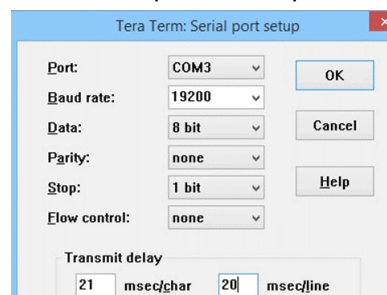 Tera Term: Serial port setup
Port: COM3 OK
Baud rate: 19200
Data: 8 bit Cancel
Parity: none
Stop: 1 bit Help
Flow control: none
Transmit delay
21 msec/char 20 msec/line